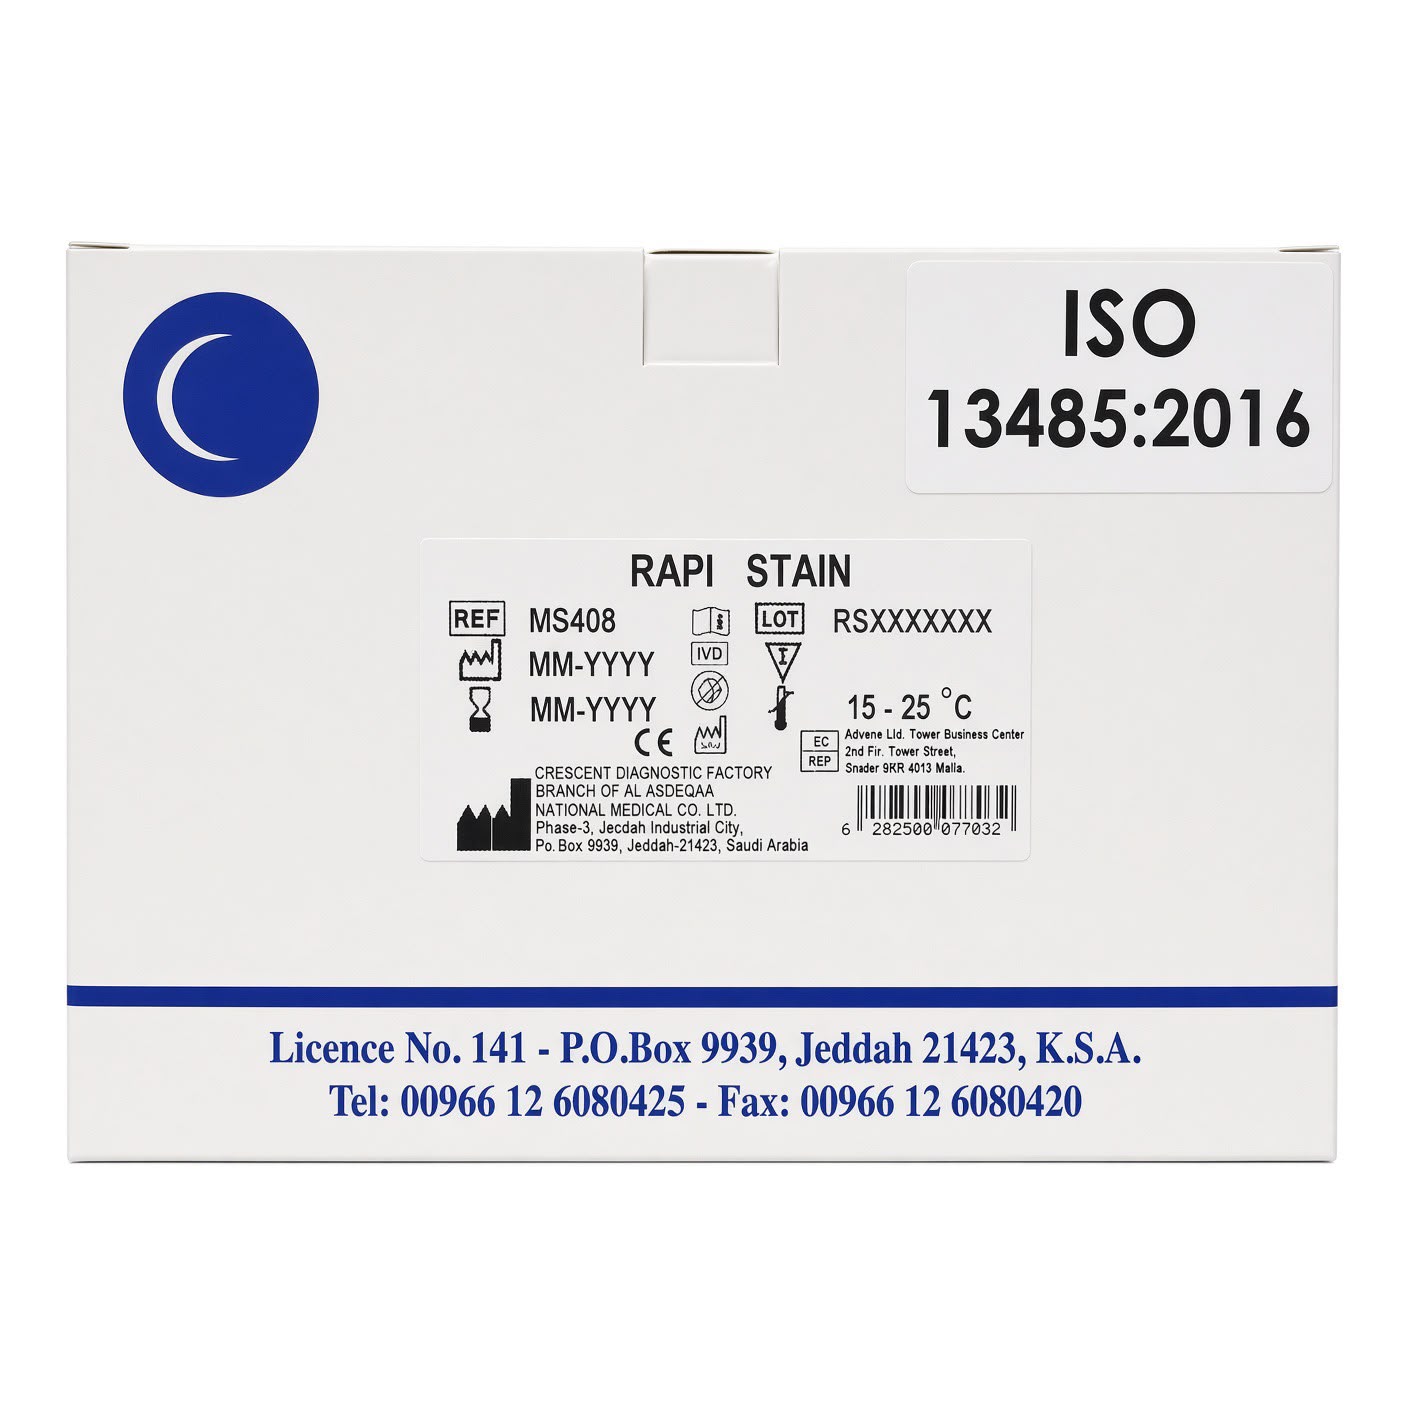 ISO
13485:2016
RAPI STAIN
REF MS408 LOT RSXXXXXXX
MM-YYYY IVD I
MM-YYYY 15 - 25 °C
CE
EC REP
Advene Lld. Tower Business Center
2nd Fir. Tower Street,
Snader 9KR 4013 Malla.
CRESCENT DIAGNOSTIC FACTORY
BRANCH OF AL ASDEQAA
NATIONAL MEDICAL CO. LTD.
Phase-3, Jecdah Industrial City,
Po. Box 9939, Jeddah-21423, Saudi Arabia
6 282500 077032
Licence No. 141 - P.O.Box 9939, Jeddah 21423, K.S.A.
Tel: 00966 12 6080425 - Fax: 00966 12 6080420